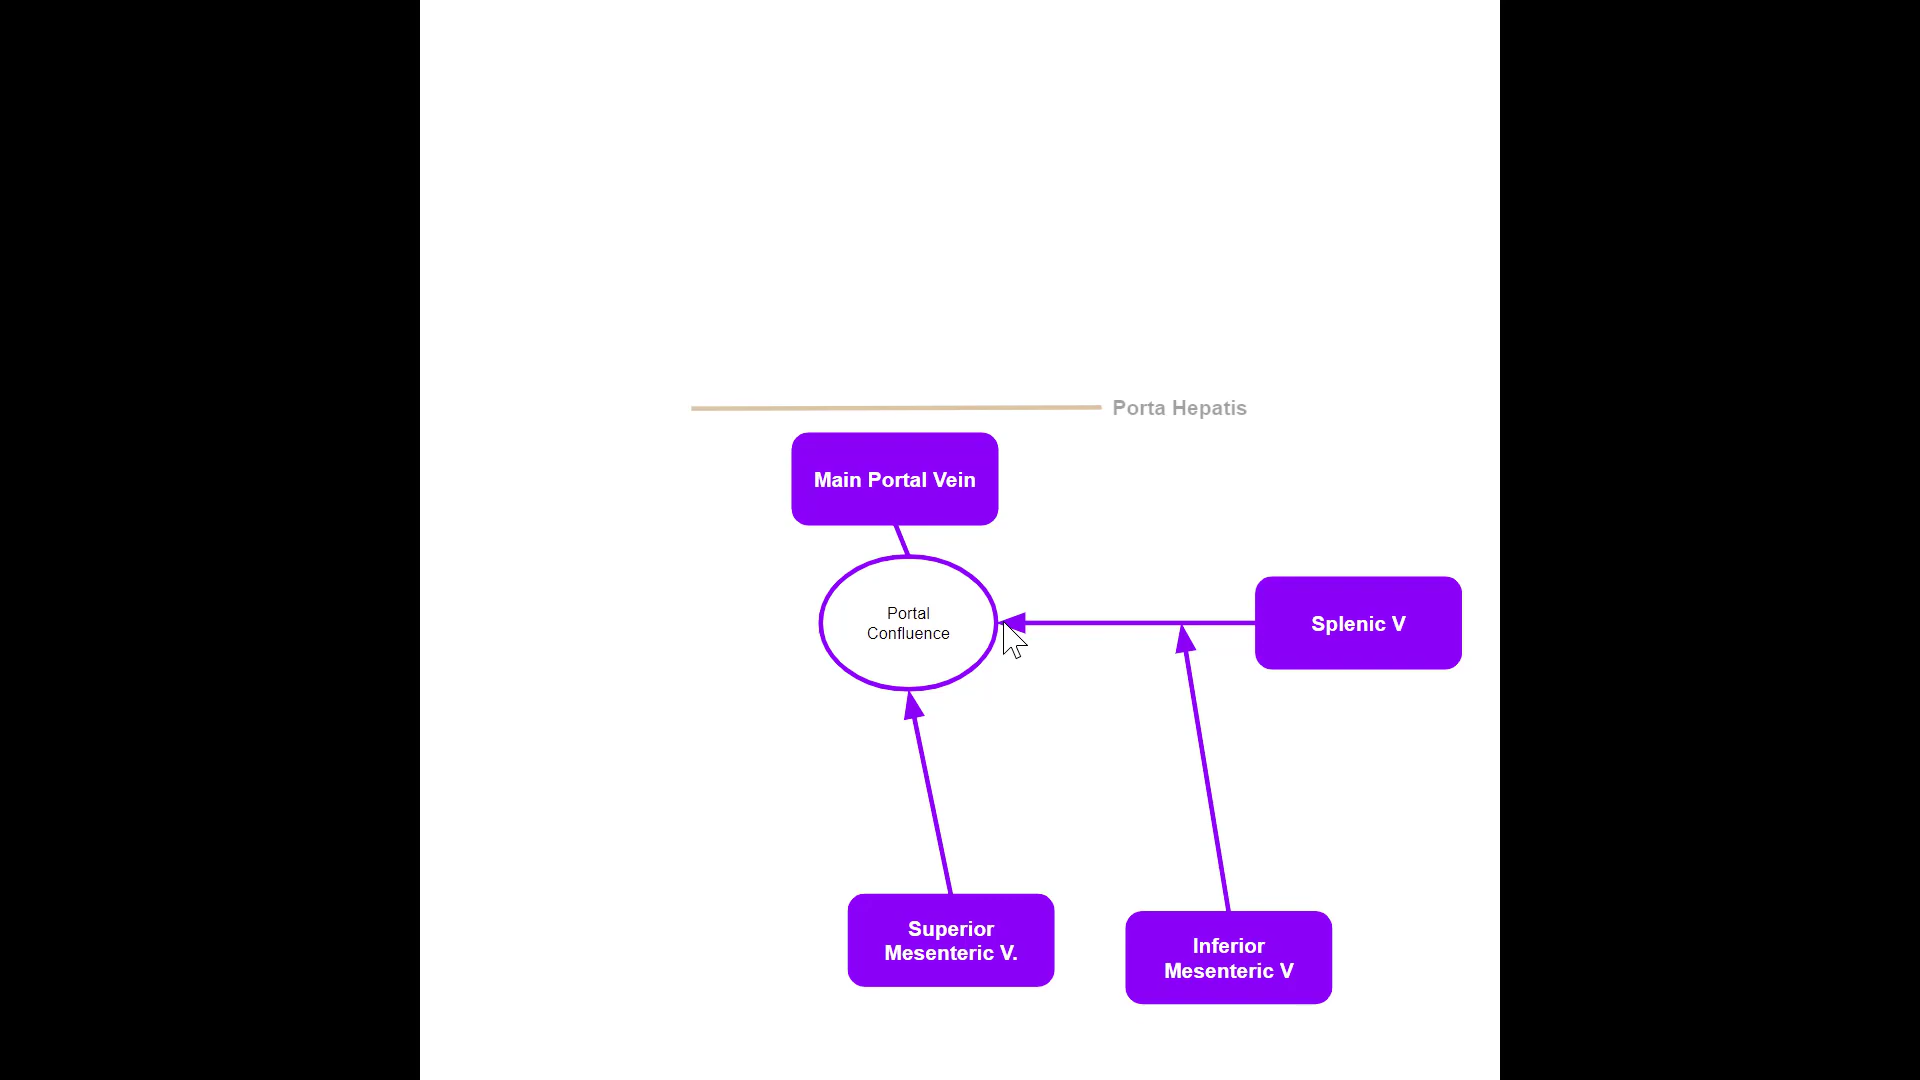 Porta Hepatis
Main Portal Vein
Portal
Confluence
Splenic V
Superior
Mesenteric V.
Inferior
Mesenteric V